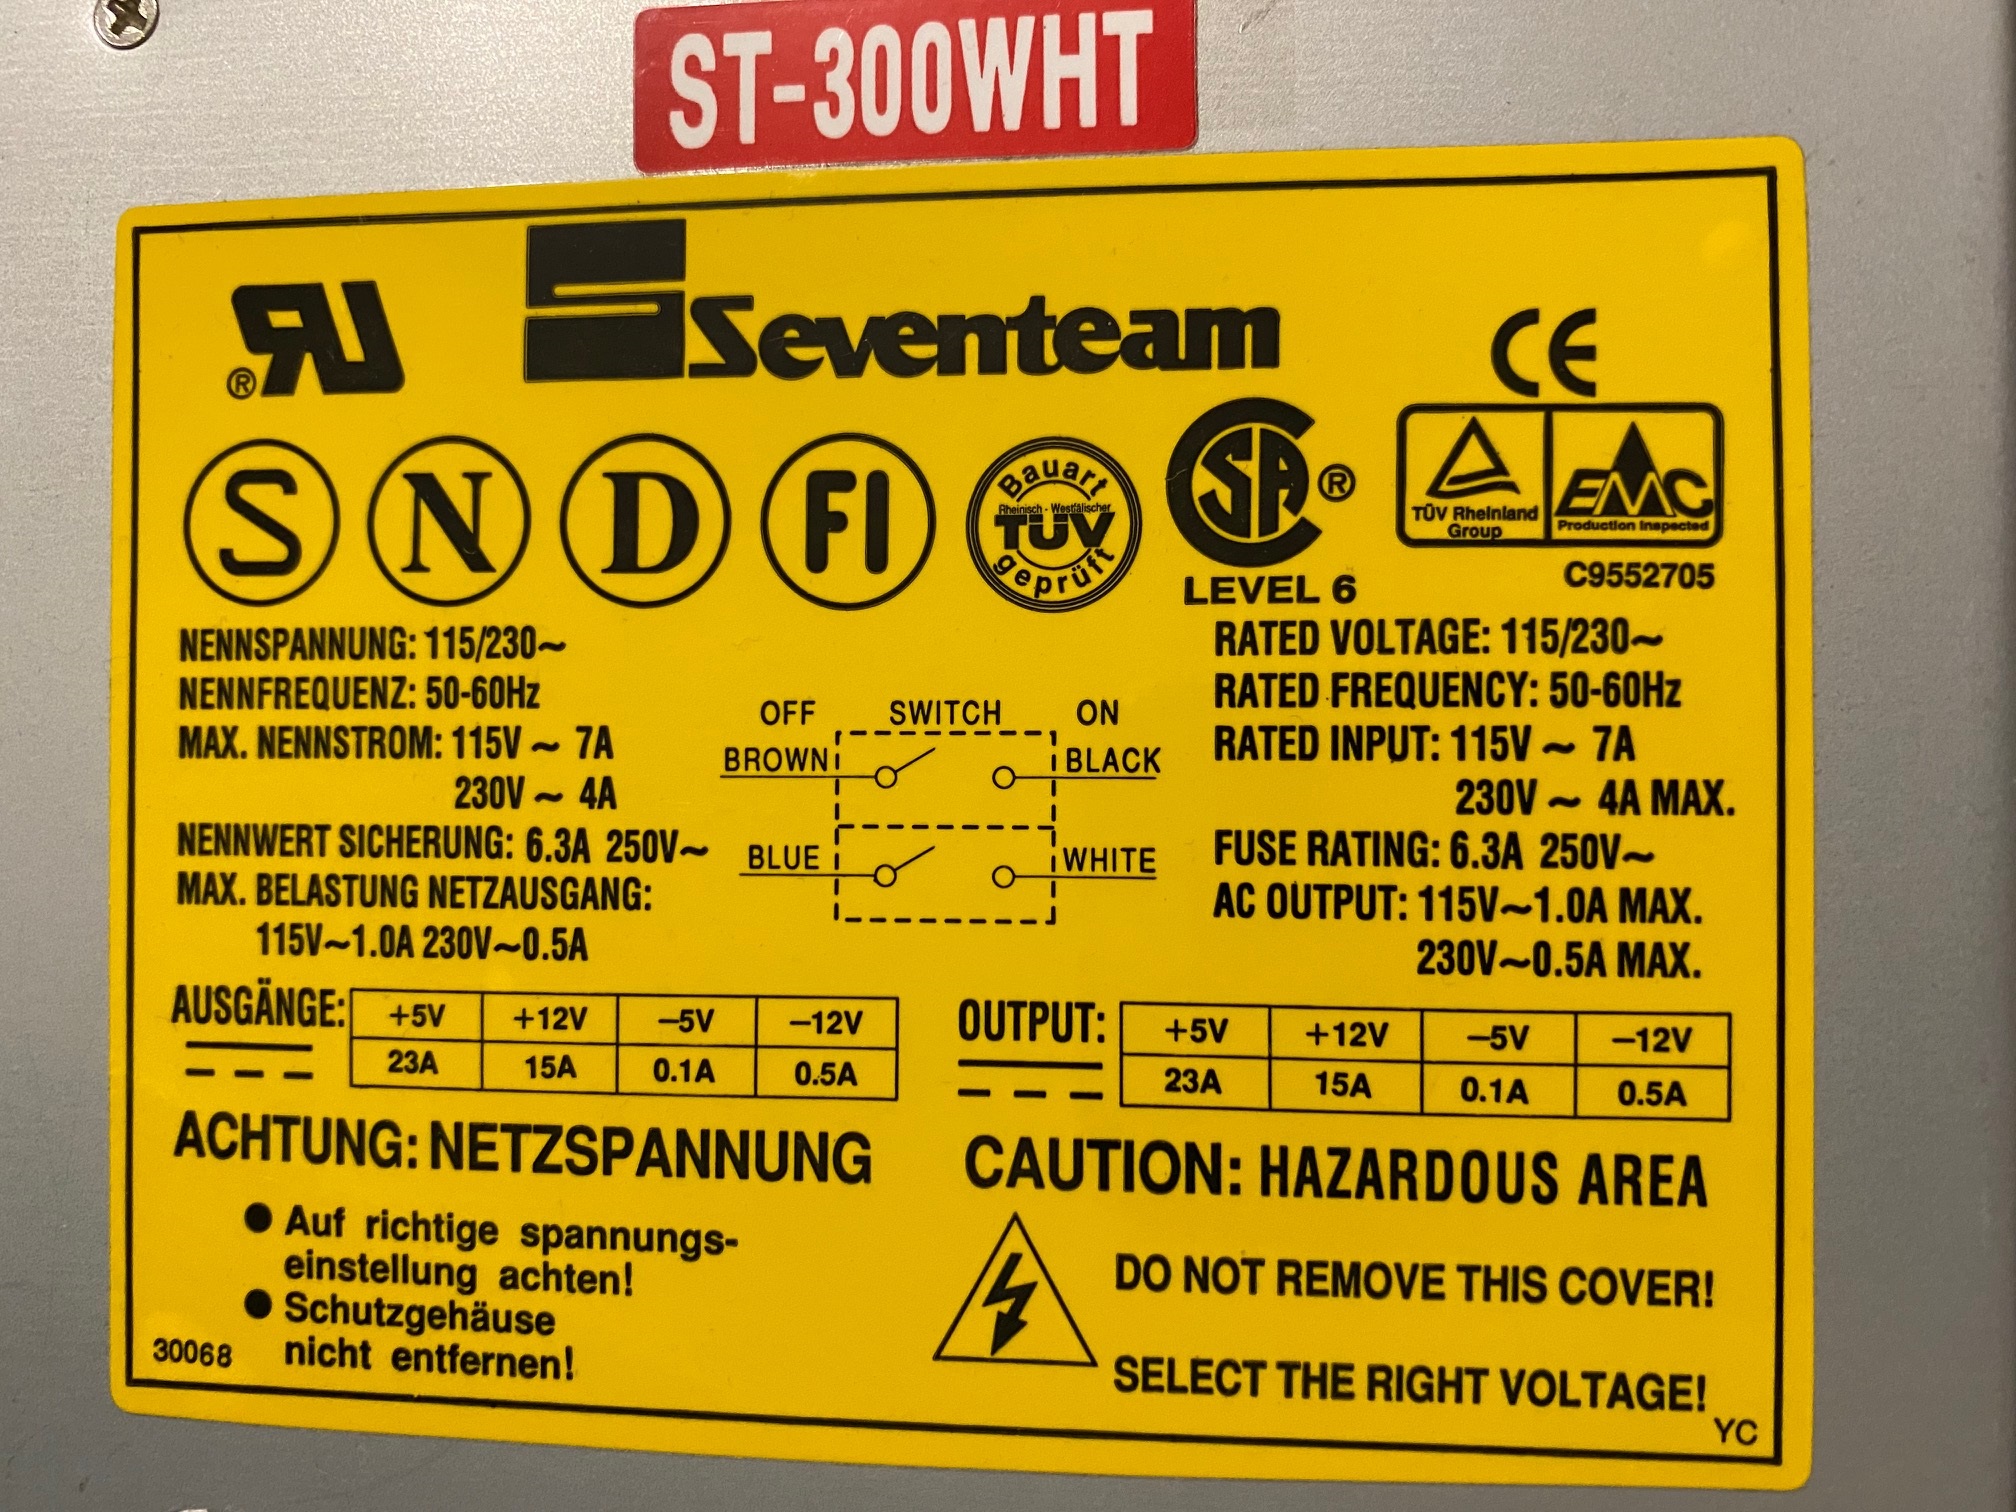 ST-300WHT
Seventeam
®
CE
S N D FI
Bauart
Rheinisch - Westfälischer
TÜV
geprüft
SA ®
LEVEL 6
TÜV Rheinland
Group
EMC
Production Inspected
C9552705
NENNSPANNUNG: 115/230~
NENNFREQUENZ: 50-60Hz
MAX. NENNSTROM: 115V ~ 7A
230V ~ 4A
NENNWERT SICHERUNG: 6.3A 250V~
MAX. BELASTUNG NETZAUSGANG:
115V~1.0A 230V~0.5A
OFF SWITCH ON
BROWN BLACK
BLUE WHITE
RATED VOLTAGE: 115/230~
RATED FREQUENCY: 50-60Hz
RATED INPUT: 115V ~ 7A
230V ~ 4A MAX.
FUSE RATING: 6.3A 250V~
AC OUTPUT: 115V~1.0A MAX.
230V~0.5A MAX.
AUSGÄNGE: +5V +12V –5V –12V
23A 15A 0.1A 0.5A
OUTPUT: +5V +12V –5V –12V
23A 15A 0.1A 0.5A
ACHTUNG: NETZSPANNUNG
● Auf richtige spannungs-
einstellung achten!
● Schutzgehäuse
nicht entfernen!
30068
CAUTION: HAZARDOUS AREA
DO NOT REMOVE THIS COVER!
SELECT THE RIGHT VOLTAGE!
YC